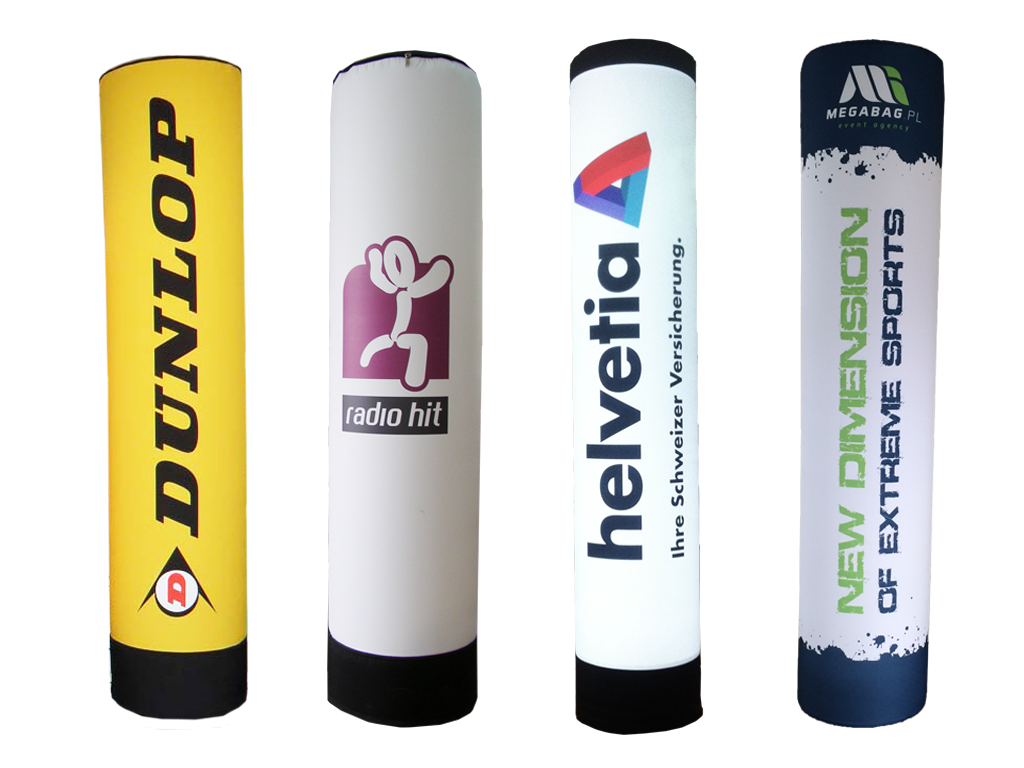 DUNLOP
D
radio hit
helvetia
Ihre Schweizer Versicherung.
MEGABAG PL
event agency
NEW DIMENSION
OF EXTREME SPORTS